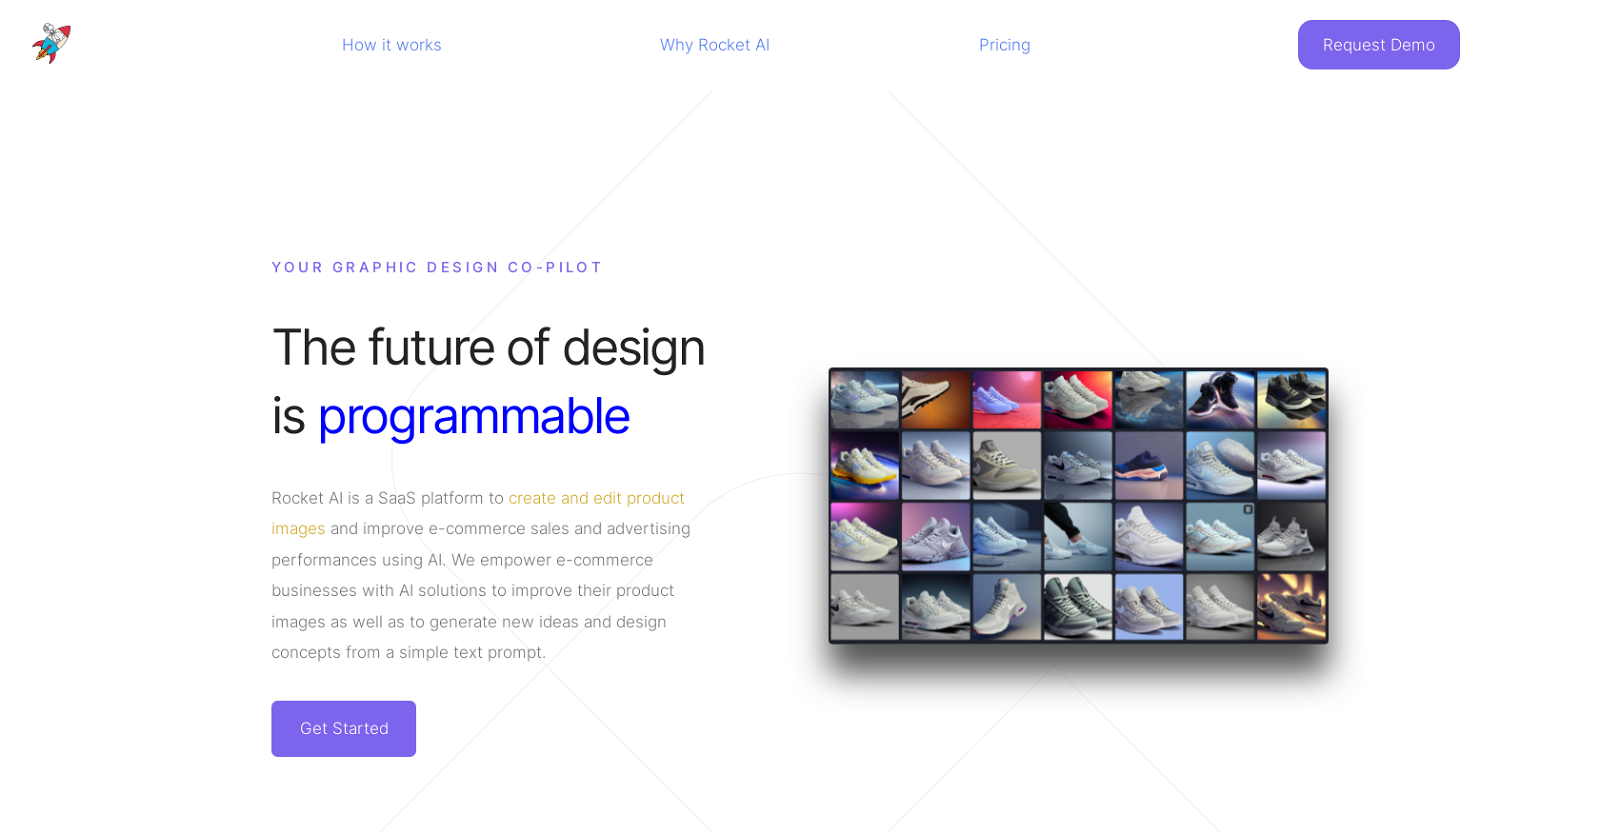 How it works
Why Rocket AI
Pricing
Request Demo
YOUR GRAPHIC DESIGN CO-PILOT
The future of design
is programmable
Rocket AI is a SaaS platform to create and edit product
images and improve e-commerce sales and advertising
performances using AI. We empower e-commerce
businesses with AI solutions to improve their product
images as well as to generate new ideas and design
concepts from a simple text prompt.
Get Started